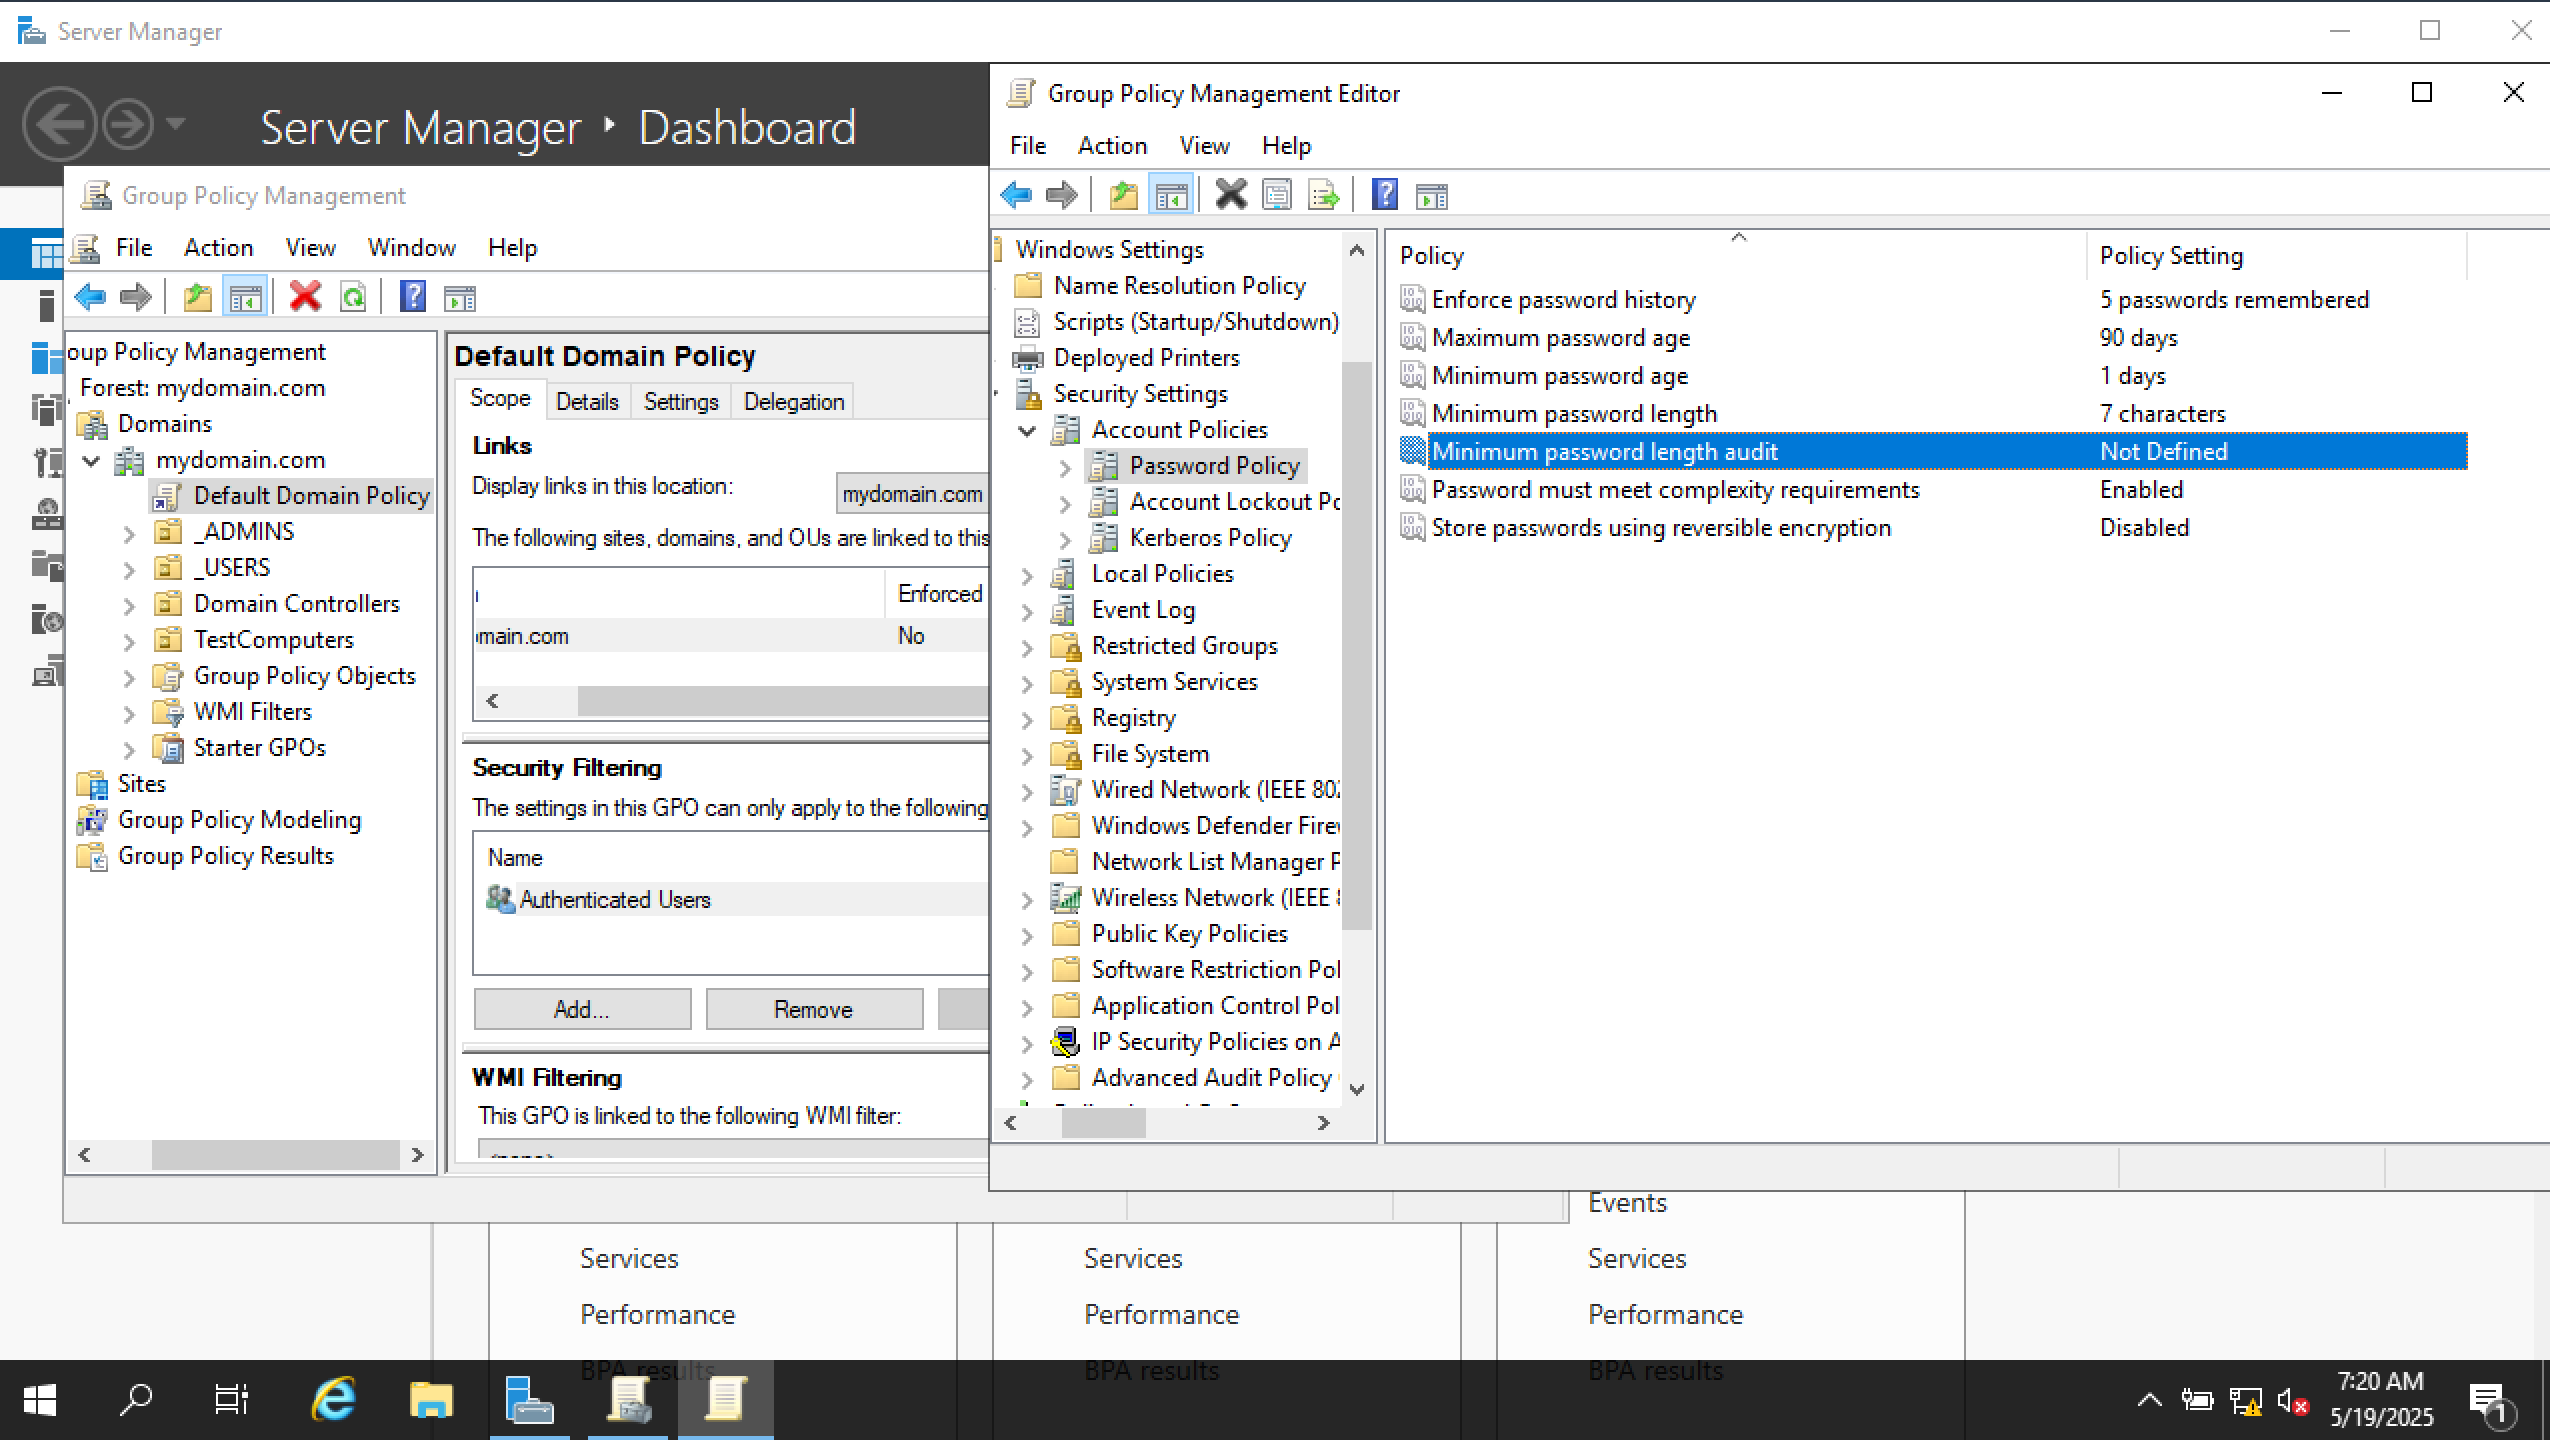 Server Manager
Server Manager ‣ Dashboard
Group Policy Management
File Action View Window Help
oup Policy Management
Forest: mydomain.com
Domains
mydomain.com
Default Domain Policy
_ADMINS
_USERS
Domain Controllers
TestComputers
Group Policy Objects
WMI Filters
Starter GPOs
Sites
Group Policy Modeling
Group Policy Results
Default Domain Policy
Scope Details Settings Delegation
Links
Display links in this location: mydomain.com
The following sites, domains, and OUs are linked to this
Enforced
main.com No
Security Filtering
The settings in this GPO can only apply to the following
Name
Authenticated Users
Add... Remove
WMI Filtering
This GPO is linked to the following WMI filter:
Group Policy Management Editor
File Action View Help
Windows Settings
Name Resolution Policy
Scripts (Startup/Shutdown)
Deployed Printers
Security Settings
Account Policies
Password Policy
Account Lockout Po
Kerberos Policy
Local Policies
Event Log
Restricted Groups
System Services
Registry
File System
Wired Network (IEEE 802
Windows Defender Fire
Network List Manager P
Wireless Network (IEEE 8
Public Key Policies
Software Restriction Pol
Application Control Pol
IP Security Policies on A
Advanced Audit Policy
Policy Policy Setting
Enforce password history 5 passwords remembered
Maximum password age 90 days
Minimum password age 1 days
Minimum password length 7 characters
Minimum password length audit Not Defined
Password must meet complexity requirements Enabled
Store passwords using reversible encryption Disabled
Events
Services Services Services
Performance Performance Performance
BPA results BPA results BPA results
7:20 AM
5/19/2025
1